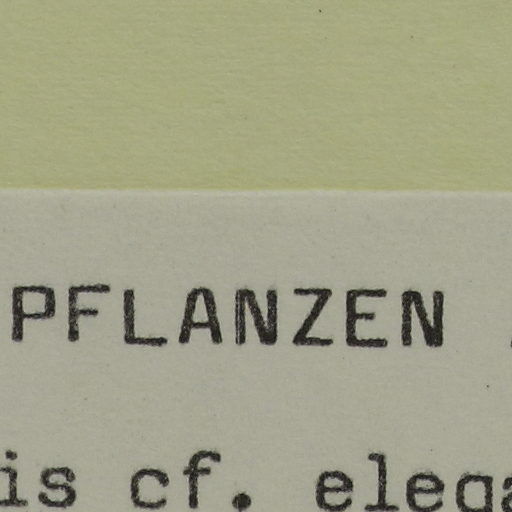 PFLANZEN
is cf. elega